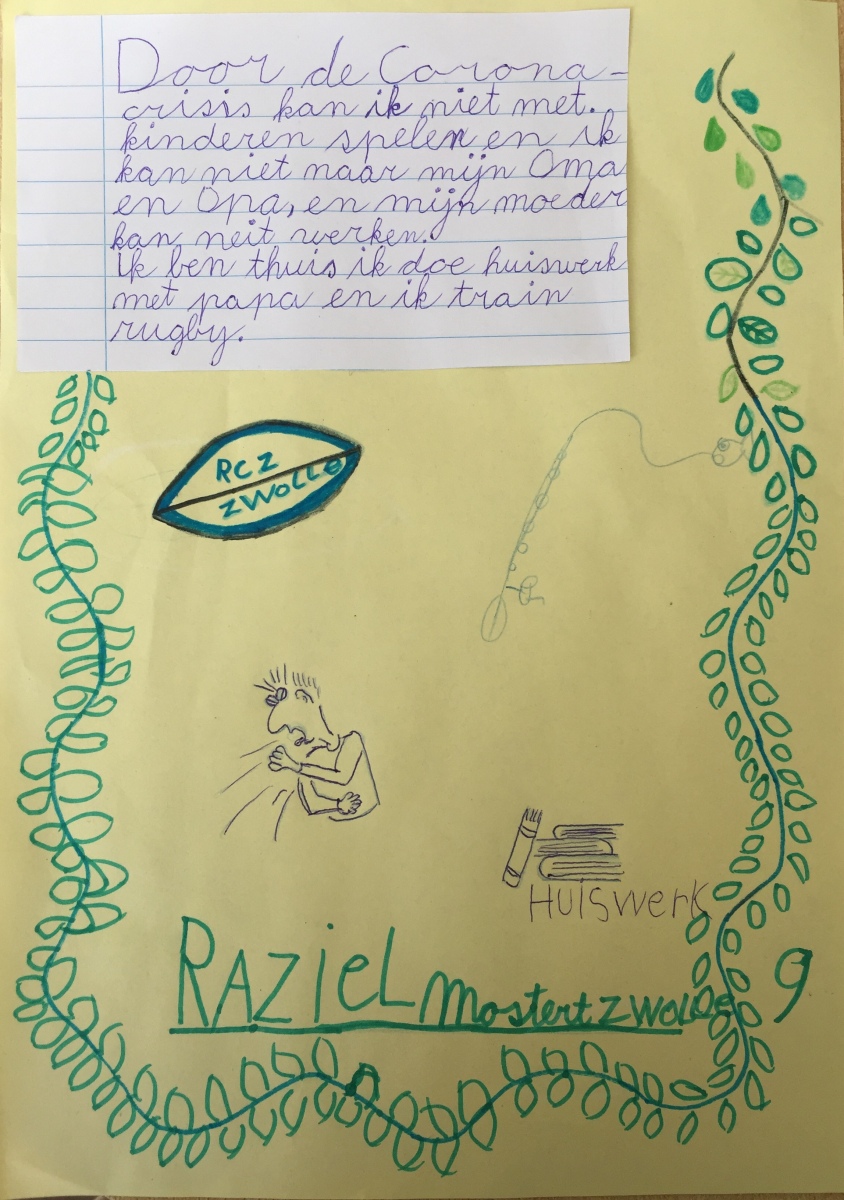 Door de Corona-
crisis kan ik niet met.
kinderen spelen en ik
kan niet naar mijn Oma
en Opa, en mijn moeder
kan neit werken.
ik ben thuis ik doe huiswerk
met papa en ik train
rugby.
RCZ
ZWOLLE
Huiswerk
RAZieL mostert ZWOLLe 9